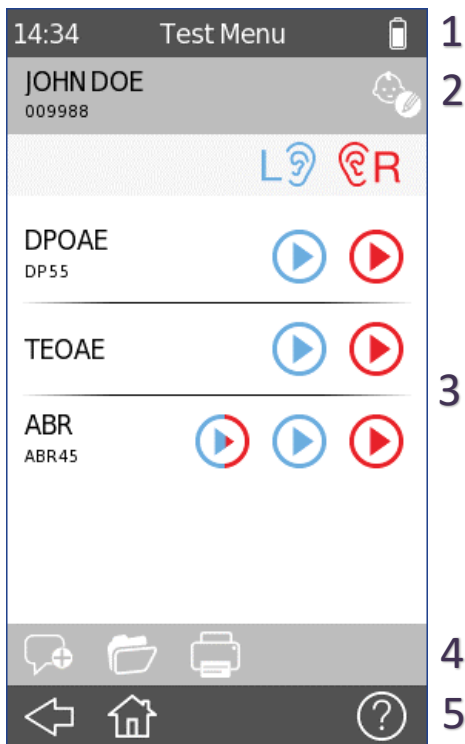 14:34 Test Menu 1
JOHN DOE 2
009988
L R
DPOAE
DP55
TEOAE
3
ABR
ABR45
4
? 5